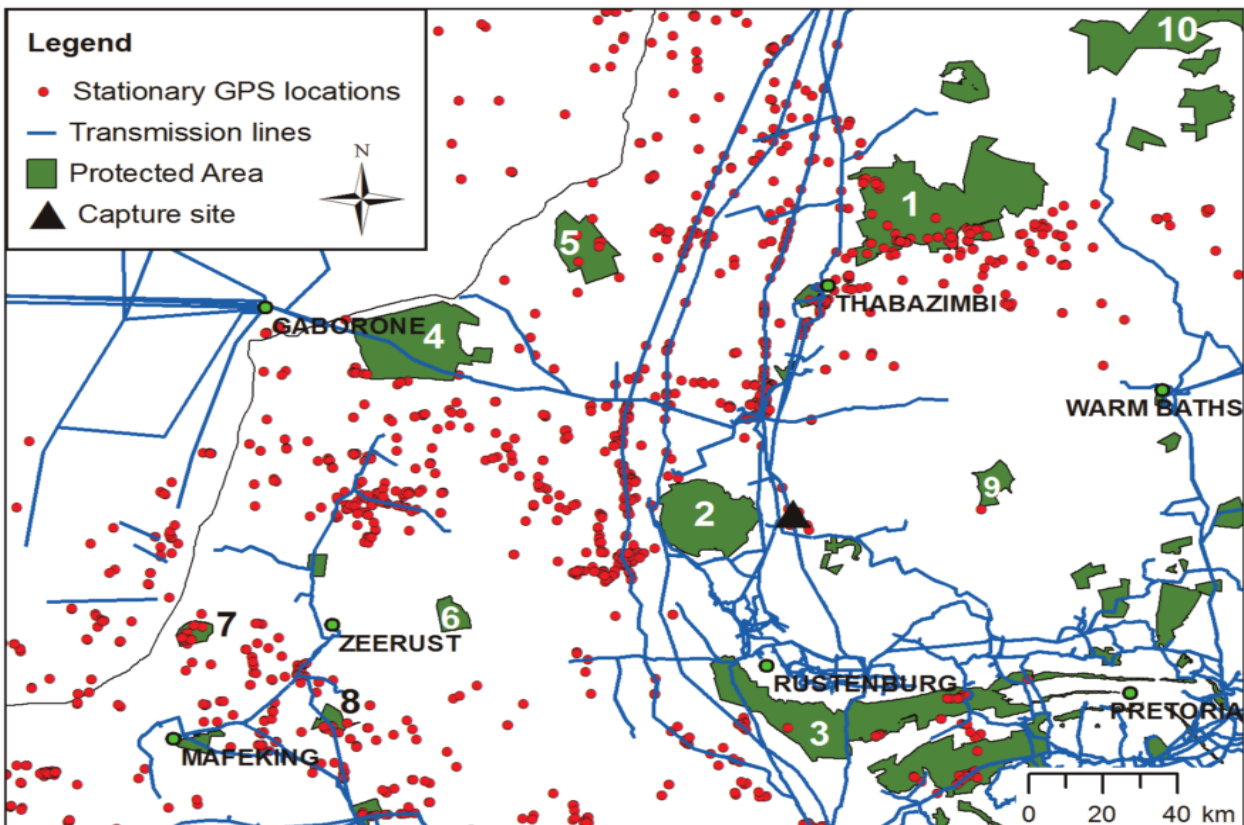 Legend
Stationary GPS locations
Transmission lines
Protected Area
Capture site
N
10
1
5
THABAZIMBI
GABORONE
4
WARM BATHS
9
2
7
6
ZEERUST
8
RUSTENBURG
PRETORIA
3
MAFEKING
0 20 40 km